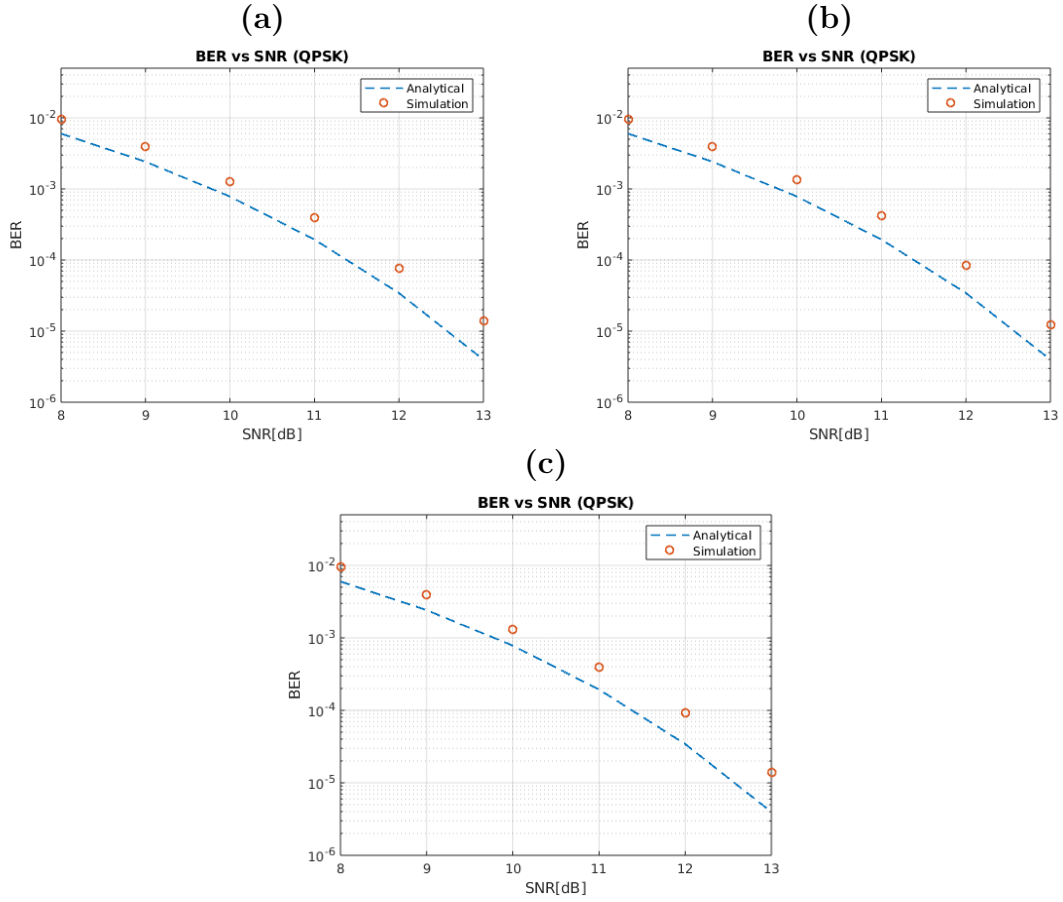 (a)
BER vs SNR (QPSK)
Analytical
Simulation
10^-2
10^-3
10^-4
10^-5
10^-6
BER
8 9 10 11 12 13
SNR[dB]
(b)
BER vs SNR (QPSK)
Analytical
Simulation
10^-2
10^-3
10^-4
10^-5
10^-6
BER
8 9 10 11 12 13
SNR[dB]
(c)
BER vs SNR (QPSK)
Analytical
Simulation
10^-2
10^-3
10^-4
10^-5
10^-6
BER
8 9 10 11 12 13
SNR[dB]